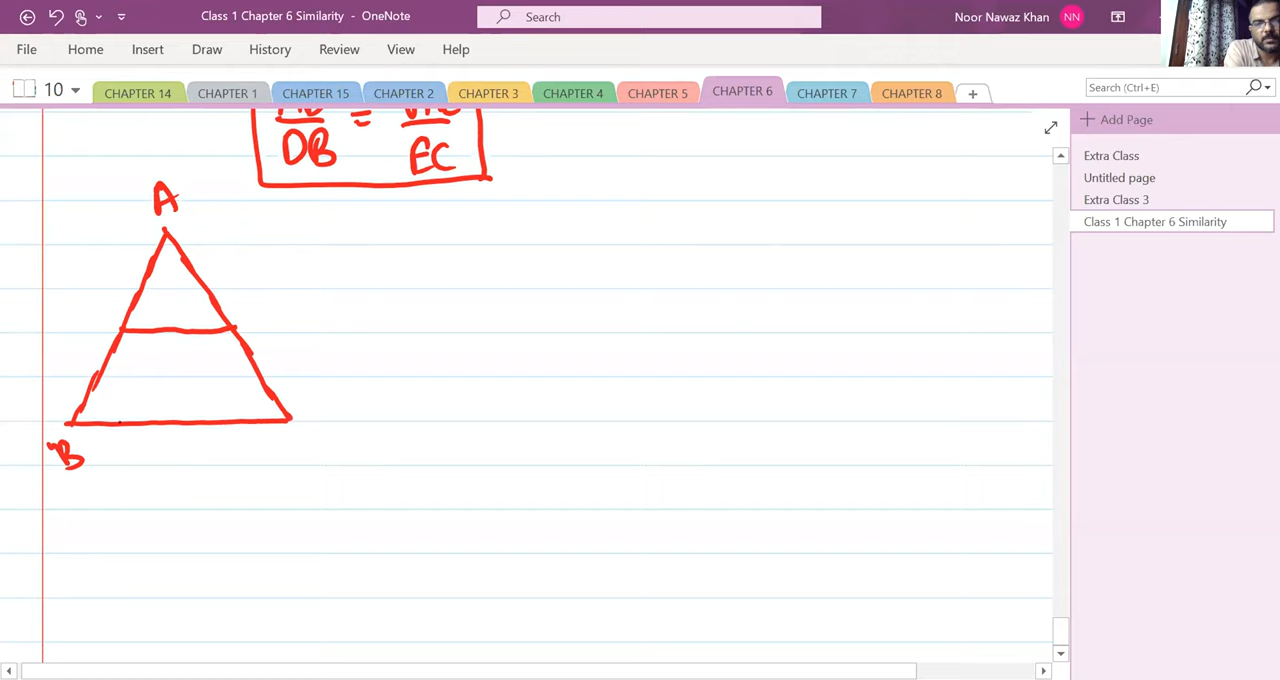 Class 1 Chapter 6 Similarity - OneNote
Search
Noor Nawaz Khan NN
File Home Insert Draw History Review View Help
10 CHAPTER 14 CHAPTER 1 CHAPTER 15 CHAPTER 2 CHAPTER 3 CHAPTER 4 CHAPTER 5 CHAPTER 6 CHAPTER 7 CHAPTER 8
Search (Ctrl+E)
Add Page
Extra Class
Untitled page
Extra Class 3
Class 1 Chapter 6 Similarity
=
DB EC
A
B